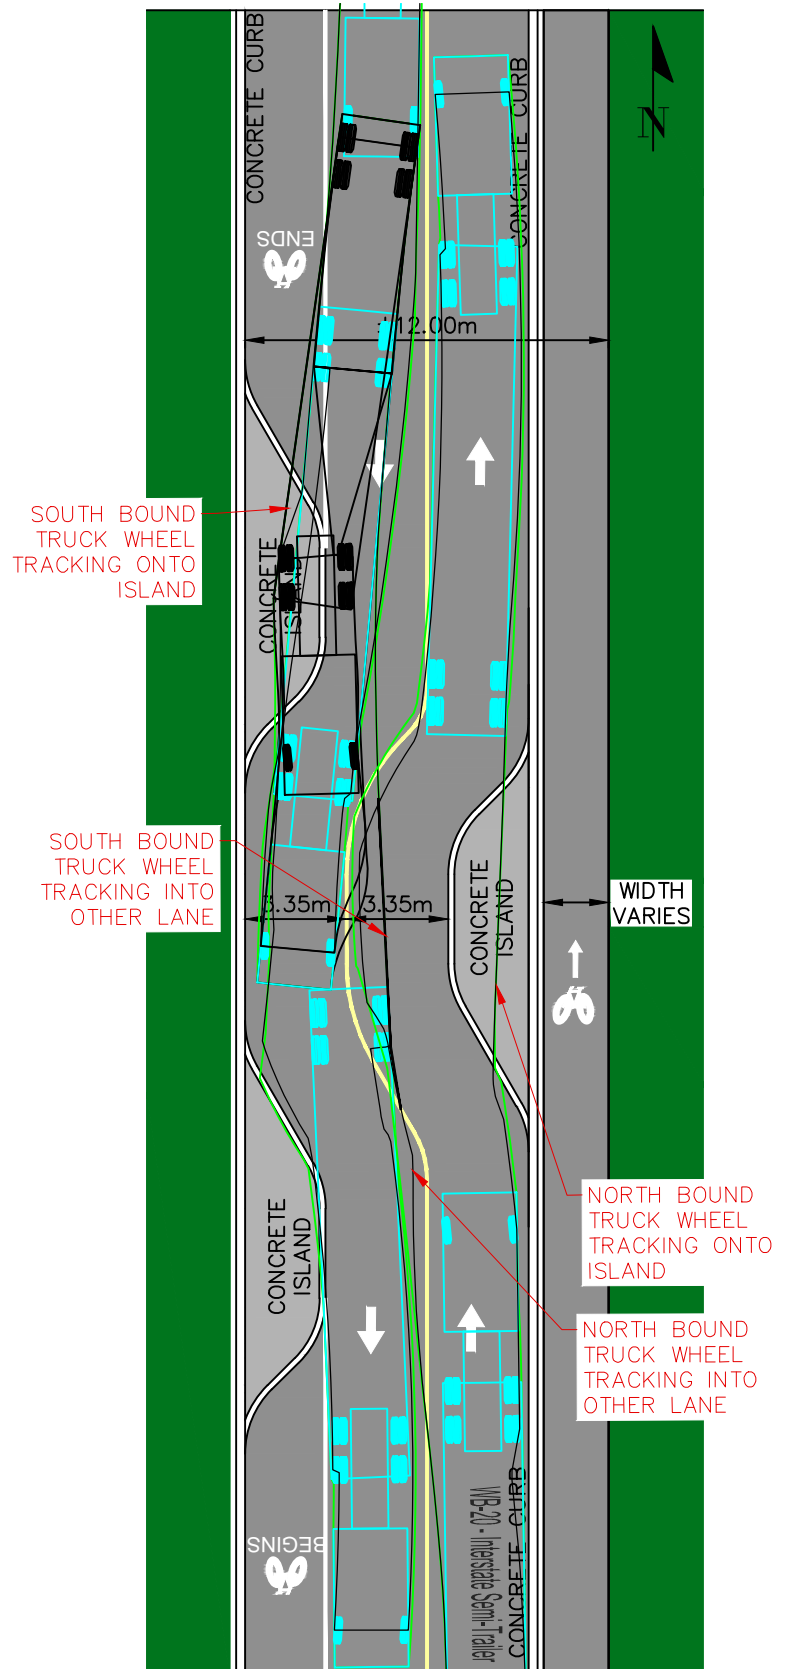 CONCRETE CURB
CONCRETE CURB
N
ENDS
±12.00m
SOUTH BOUND
TRUCK WHEEL
TRACKING ONTO
ISLAND
CONCRETE
ISLAND
SOUTH BOUND
TRUCK WHEEL
TRACKING INTO
OTHER LANE
3.35m
3.35m
CONCRETE
ISLAND
WIDTH
VARIES
CONCRETE
ISLAND
NORTH BOUND
TRUCK WHEEL
TRACKING ONTO
ISLAND
NORTH BOUND
TRUCK WHEEL
TRACKING INTO
OTHER LANE
WB-20 - Interstate Semi-Trailer
CONCRETE CURB
BEGINS